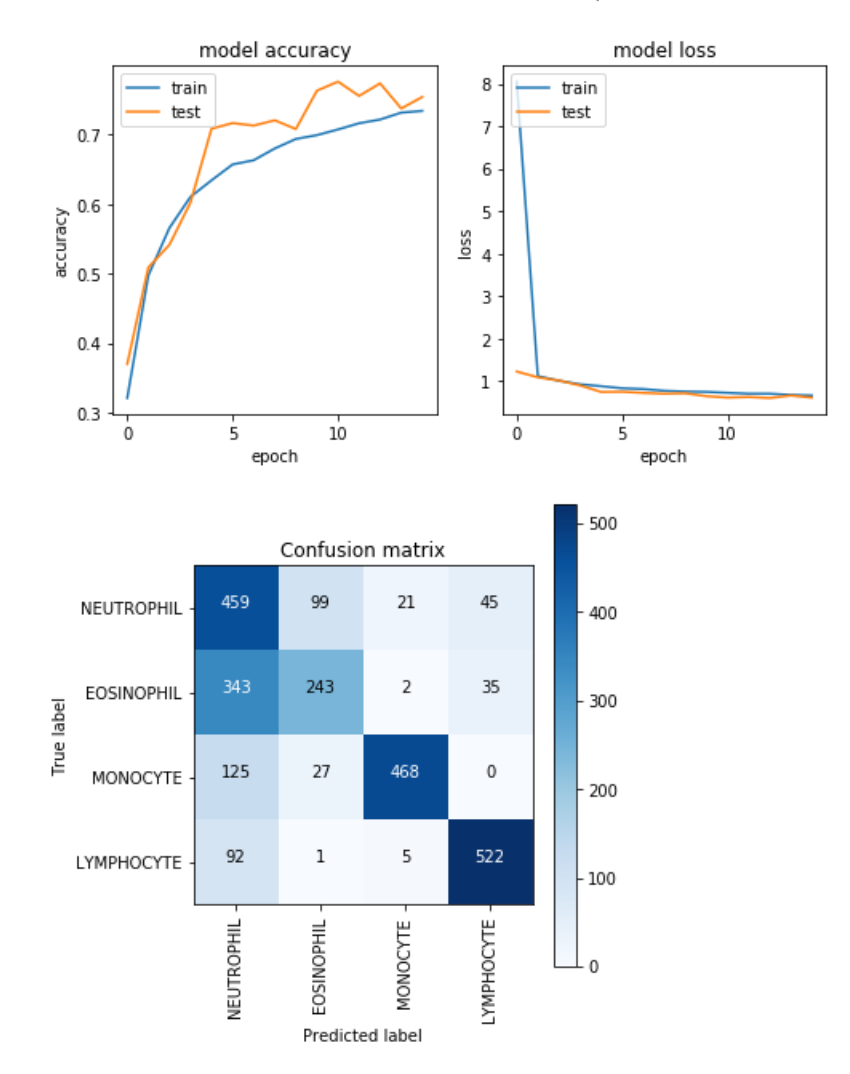 model accuracy
train
test
0.7
0.6
0.5
0.4
0.3
accuracy
0 5 10
epoch
model loss
train
test
8
7
6
5
4
3
2
1
loss
0 5 10
epoch
Confusion matrix
NEUTROPHIL 459 99 21 45
EOSINOPHIL 343 243 2 35
MONOCYTE 125 27 468 0
LYMPHOCYTE 92 1 5 522
True label
NEUTROPHIL
EOSINOPHIL
MONOCYTE
LYMPHOCYTE
Predicted label
500
400
300
200
100
0